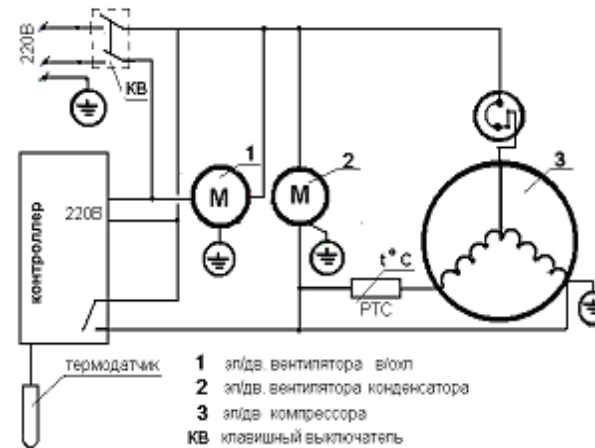 220В
КВ
1
2
3
М
М
220В
контроллер
t°C
РТС
термодатчик
1 эл/дв. вентилятора в/охл
2 эл/дв. вентилятора конденсатора
3 эл/дв компрессора
КВ клавишный выключатель